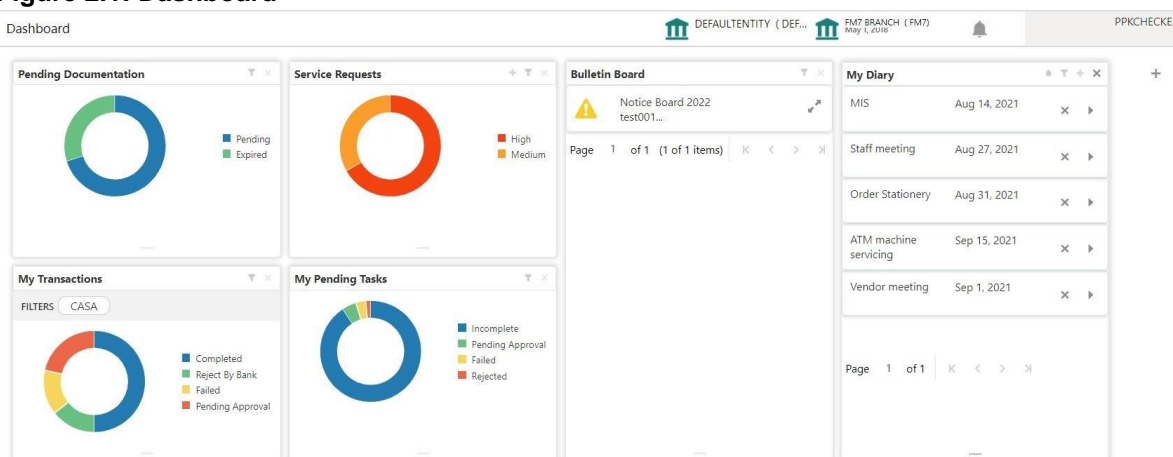 Dashboard
DEFAULTENTITY ( DEF...
FM7 BRANCH ( FM7)
May 1, 2018
PPKCHECKE
Pending Documentation
Pending
Expired
Service Requests
High
Medium
Bulletin Board
Notice Board 2022
test001...
Page 1 of 1 (1 of 1 items)
My Diary
MIS Aug 14, 2021
Staff meeting Aug 27, 2021
Order Stationery Aug 31, 2021
ATM machine
servicing
Sep 15, 2021
Vendor meeting Sep 1, 2021
Page 1 of 1
My Transactions
FILTERS CASA
Completed
Reject By Bank
Failed
Pending Approval
My Pending Tasks
Incomplete
Pending Approval
Failed
Rejected